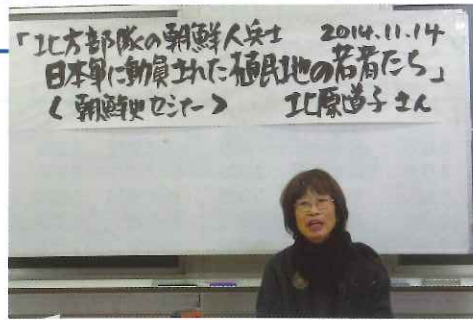 「北方部隊の朝鮮人兵士　2014.11.14
日本軍に動員された植民地の若者たち」
＜朝鮮史セミナー＞　北原道子さん